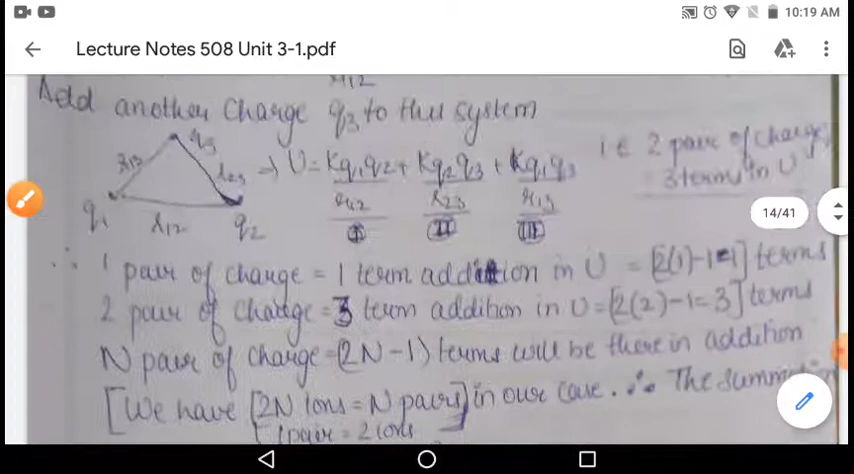 10:19 AM
Lecture Notes 508 Unit 3-1.pdf
r12
Add another charge q3 to this system
q3
r13 r23 → U = Kq1q2 + Kq2q3 + Kq1q3
r12 r23 r13
I II III
i.e 2 pair of charge,
3 terms in U
q1 r12 q2
14/41
∴ 1 pair of charge = 1 term addition in U = [2(1)-1=1] terms
2 pair of charge = 3 term addition in U = [2(2)-1=3] terms
N pair of charge = (2N-1) terms will be there in addition
[We have [2N ions = N pairs] in our case. ∴ The summation
[1 pair = 2 ions